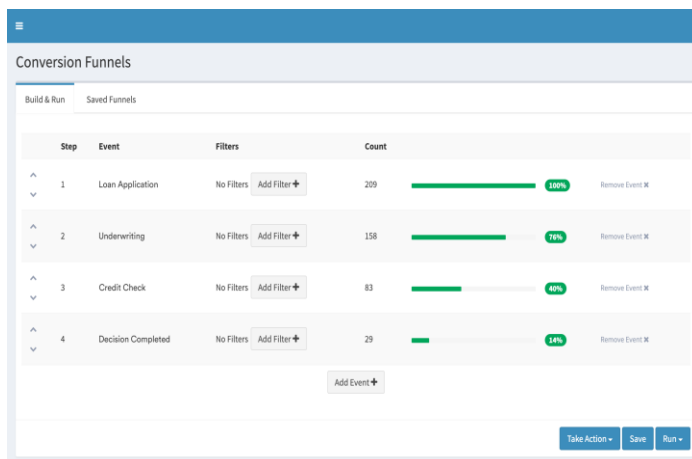 Conversion Funnels
Build & Run Saved Funnels
Step Event Filters Count
1 Loan Application No Filters Add Filter 209 100% Remove Event
2 Underwriting No Filters Add Filter 158 76% Remove Event
3 Credit Check No Filters Add Filter 83 40% Remove Event
4 Decision Completed No Filters Add Filter 29 14% Remove Event
Add Event
Take Action Save Run